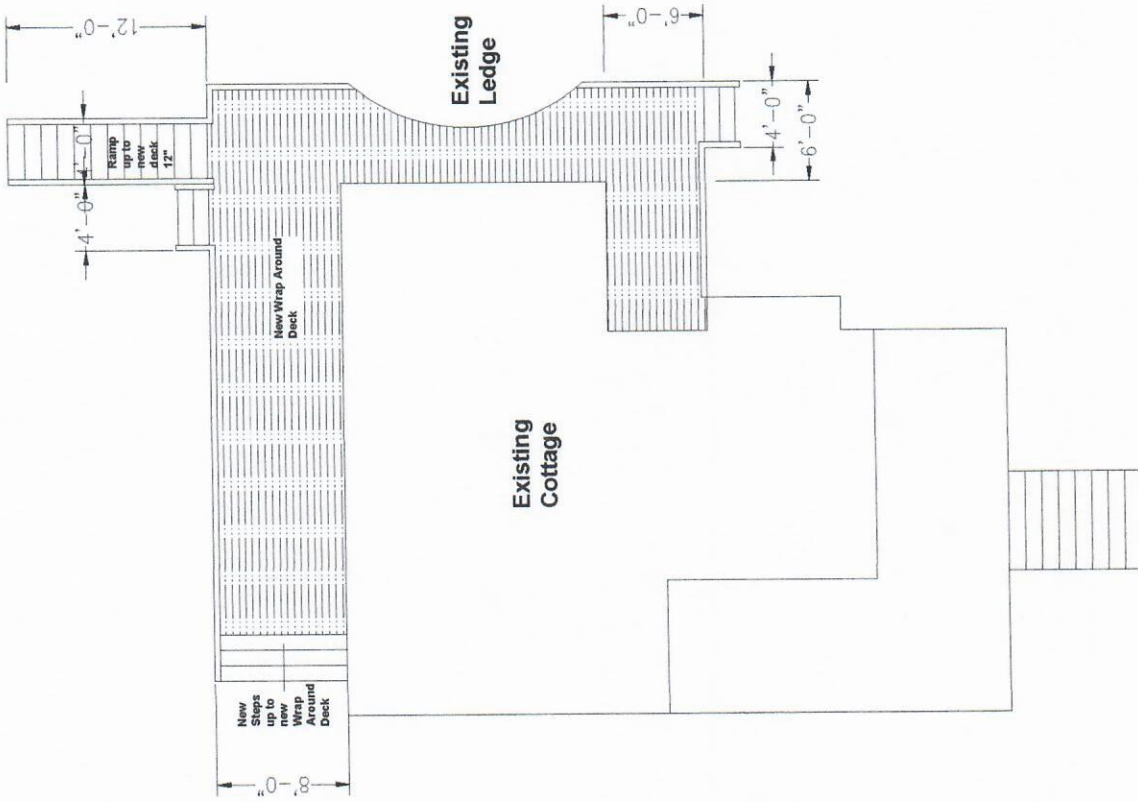 12'-0"
4'-0"
Ramp
up to
new
deck
12"
4'-0"
Existing
Ledge
6'-0"
4'-0"
6'-0"
New Wrap Around
Deck
Existing
Cottage
New
Steps
up to
new
Wrap
Around
Deck
8'-0"